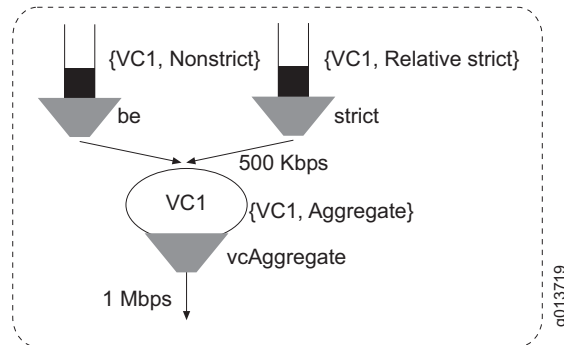 {VC1, Nonstrict}
{VC1, Relative strict}
be
strict
500 Kbps
VC1
{VC1, Aggregate}
vcAggregate
1 Mbps
g013719